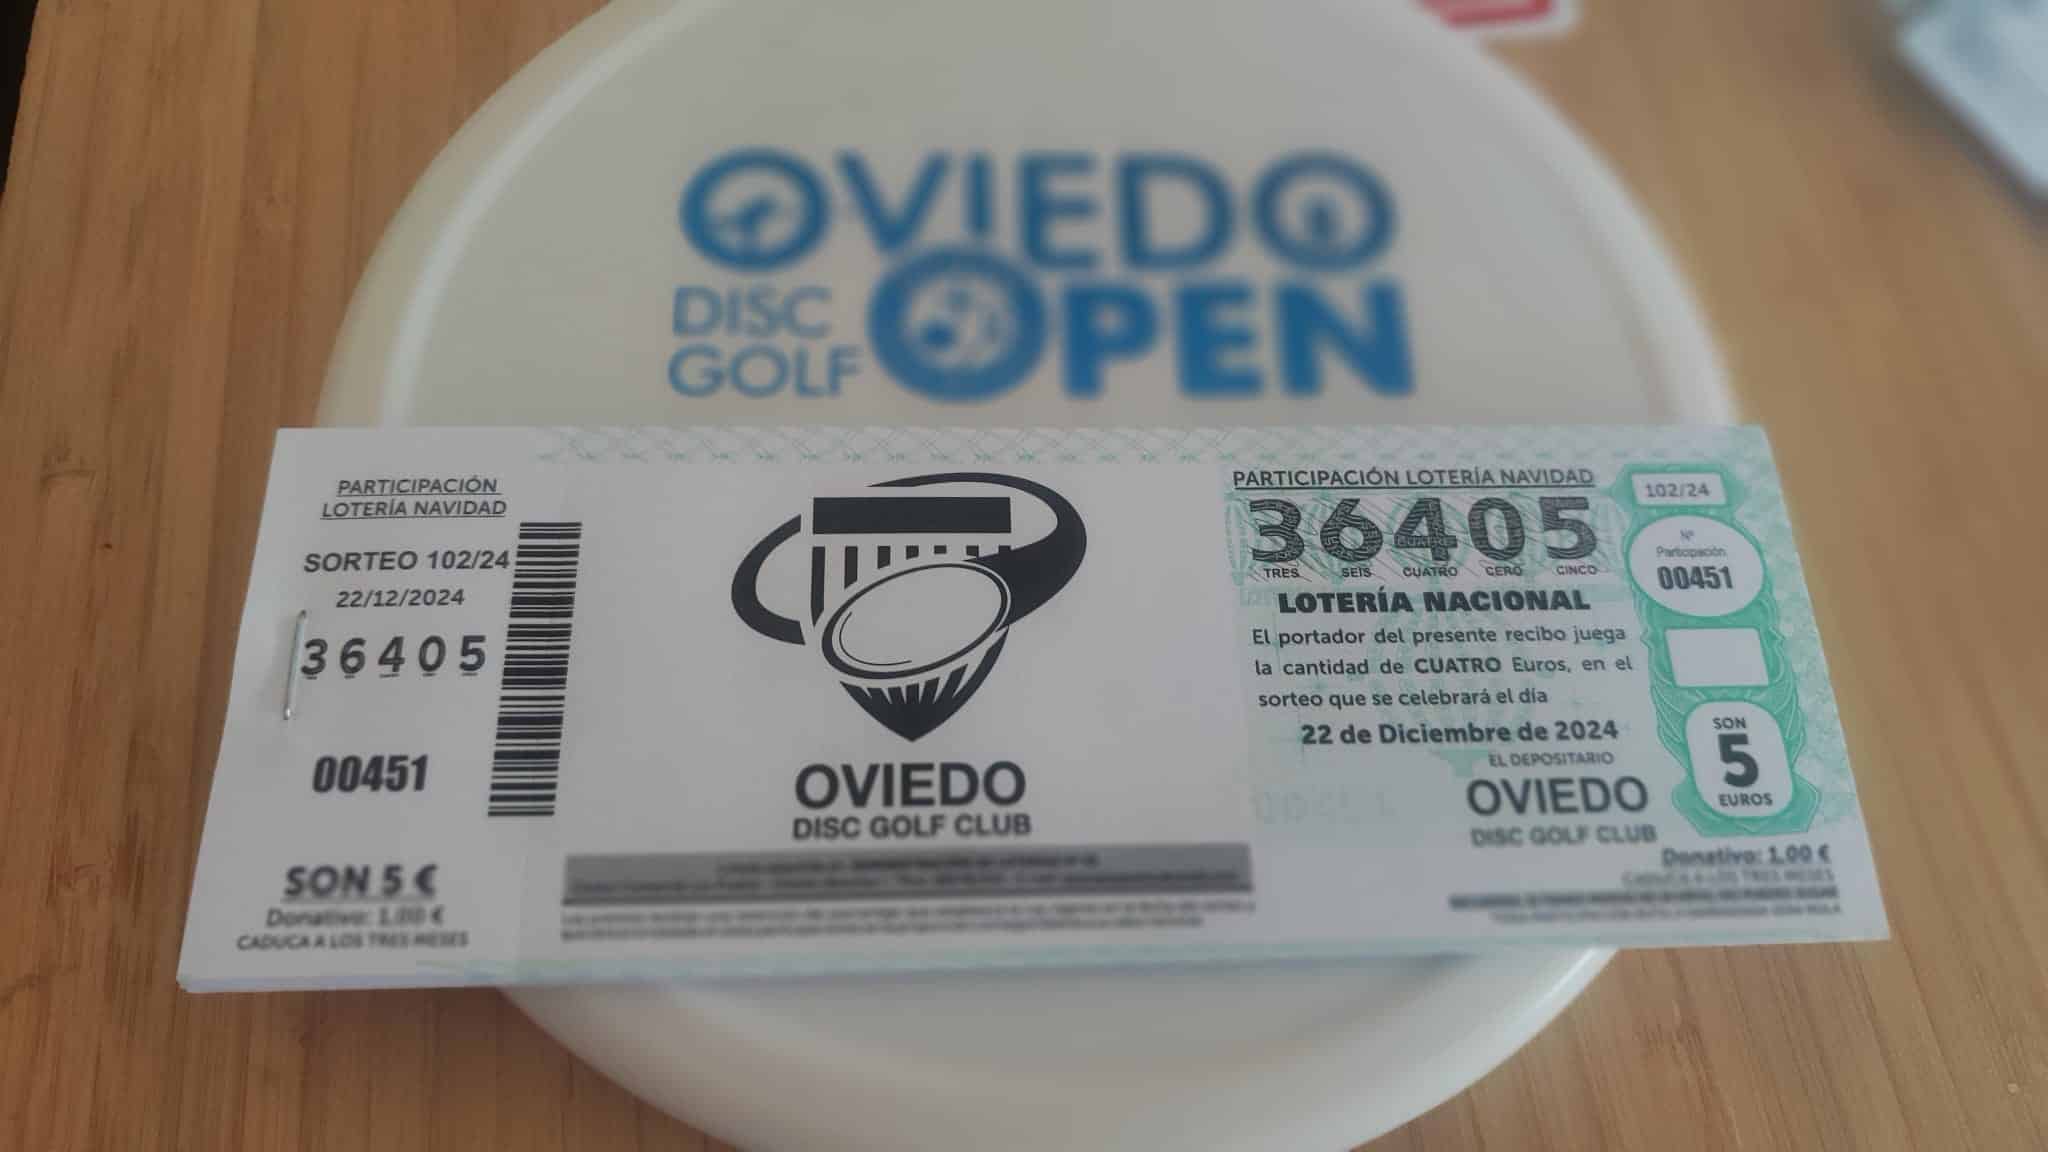 OVIEDO
DISC
GOLF
OPEN
PARTICIPACIÓN
LOTERÍA NAVIDAD
SORTEO 102/24
22/12/2024
36405
00451
SON 5 €
Donativo: 1,00 €
CADUCA A LOS TRES MESES
OVIEDO
DISC GOLF CLUB
PARTICIPACIÓN LOTERÍA NAVIDAD
36405
TRES SEIS CUATRO CERO CINCO
LOTERÍA NACIONAL
El portador del presente recibo juega
la cantidad de CUATRO Euros, en el
sorteo que se celebrará el día
22 de Diciembre de 2024
EL DEPOSITARIO
OVIEDO
DISC GOLF CLUB
Donativo: 1,00 €
CADUCA A LOS TRES MESES
102/24
Nº
Participación
00451
SON
5
EUROS